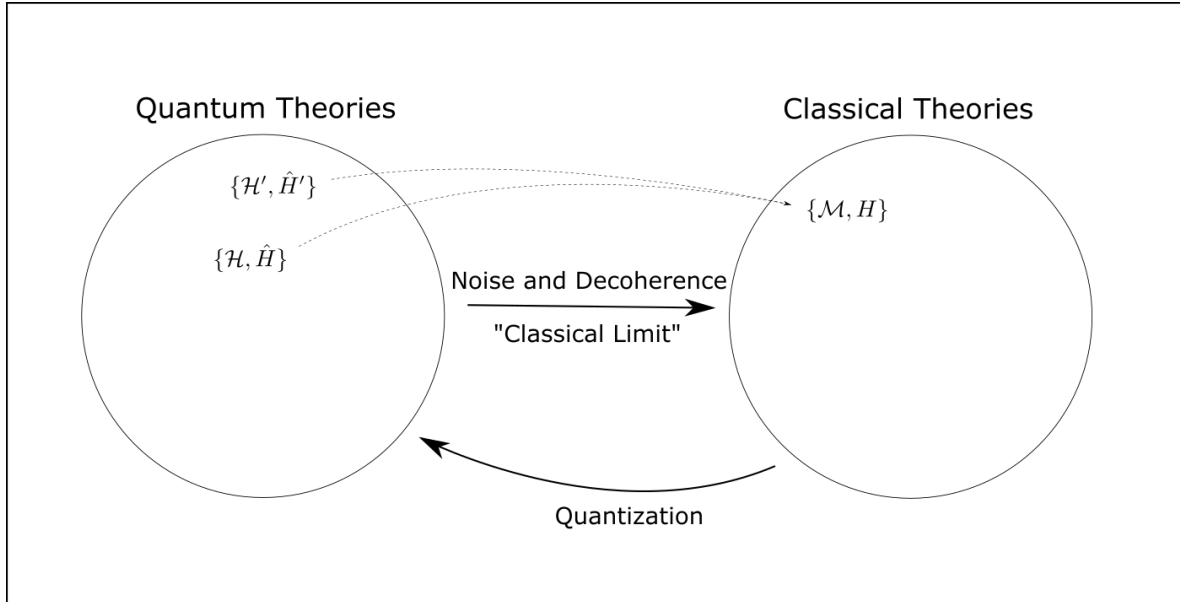 Quantum Theories
Classical Theories
{ℋ′, Ĥ′}
{ℳ, H}
{ℋ, Ĥ}
Noise and Decoherence
"Classical Limit"
Quantization